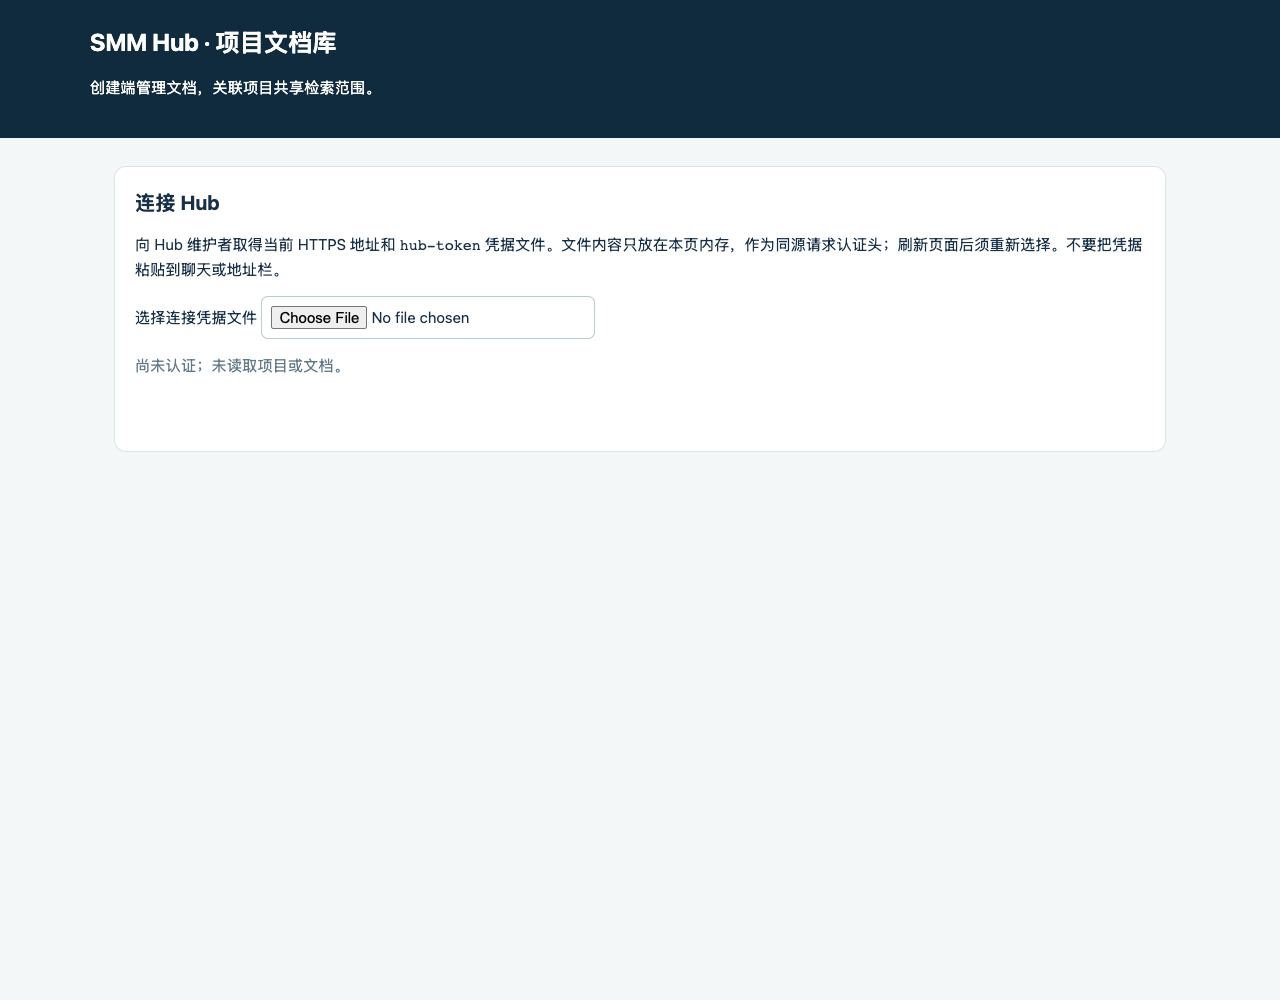 SMM Hub · 项目文档库
创建端管理文档，关联项目共享检索范围。
连接 Hub
向 Hub 维护者取得当前 HTTPS 地址和 hub-token 凭据文件。文件内容只放在本页内存，作为同源请求认证头；刷新页面后须重新选择。不要把凭据
粘贴到聊天或地址栏。
选择连接凭据文件 Choose File No file chosen
尚未认证；未读取项目或文档。